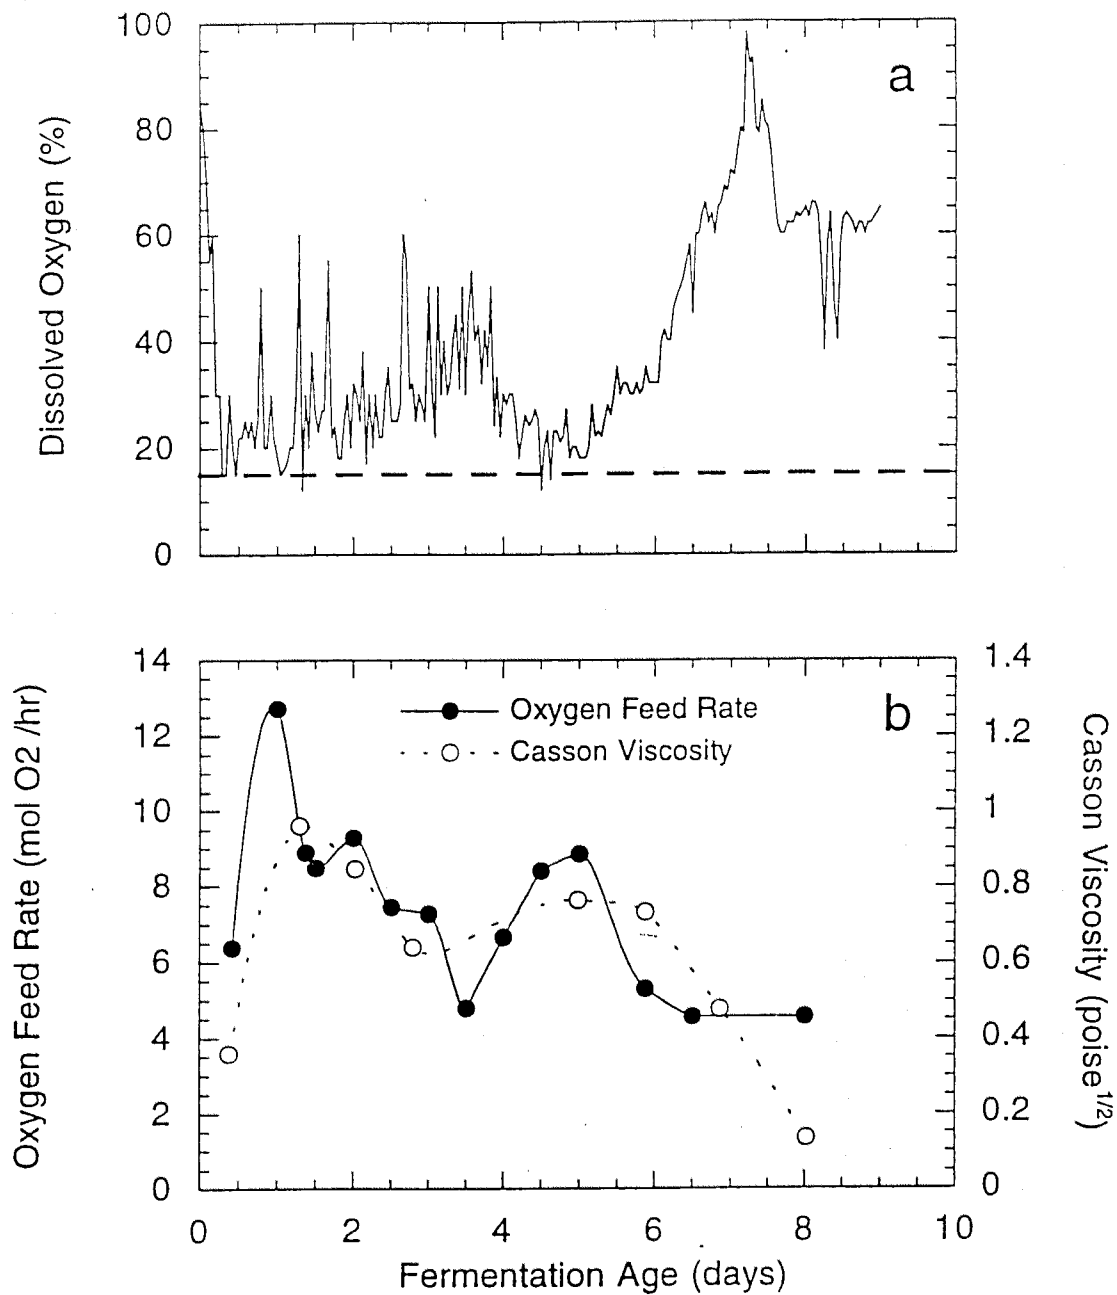 100
80
60
40
20
0
Dissolved Oxygen (%)
a
14
12
10
8
6
4
2
0
Oxygen Feed Rate (mol O2 /hr)
Oxygen Feed Rate
Casson Viscosity
b
1.4
1.2
1
0.8
0.6
0.4
0.2
0
Casson Viscosity (poise1/2)
0 2 4 6 8 10
Fermentation Age (days)